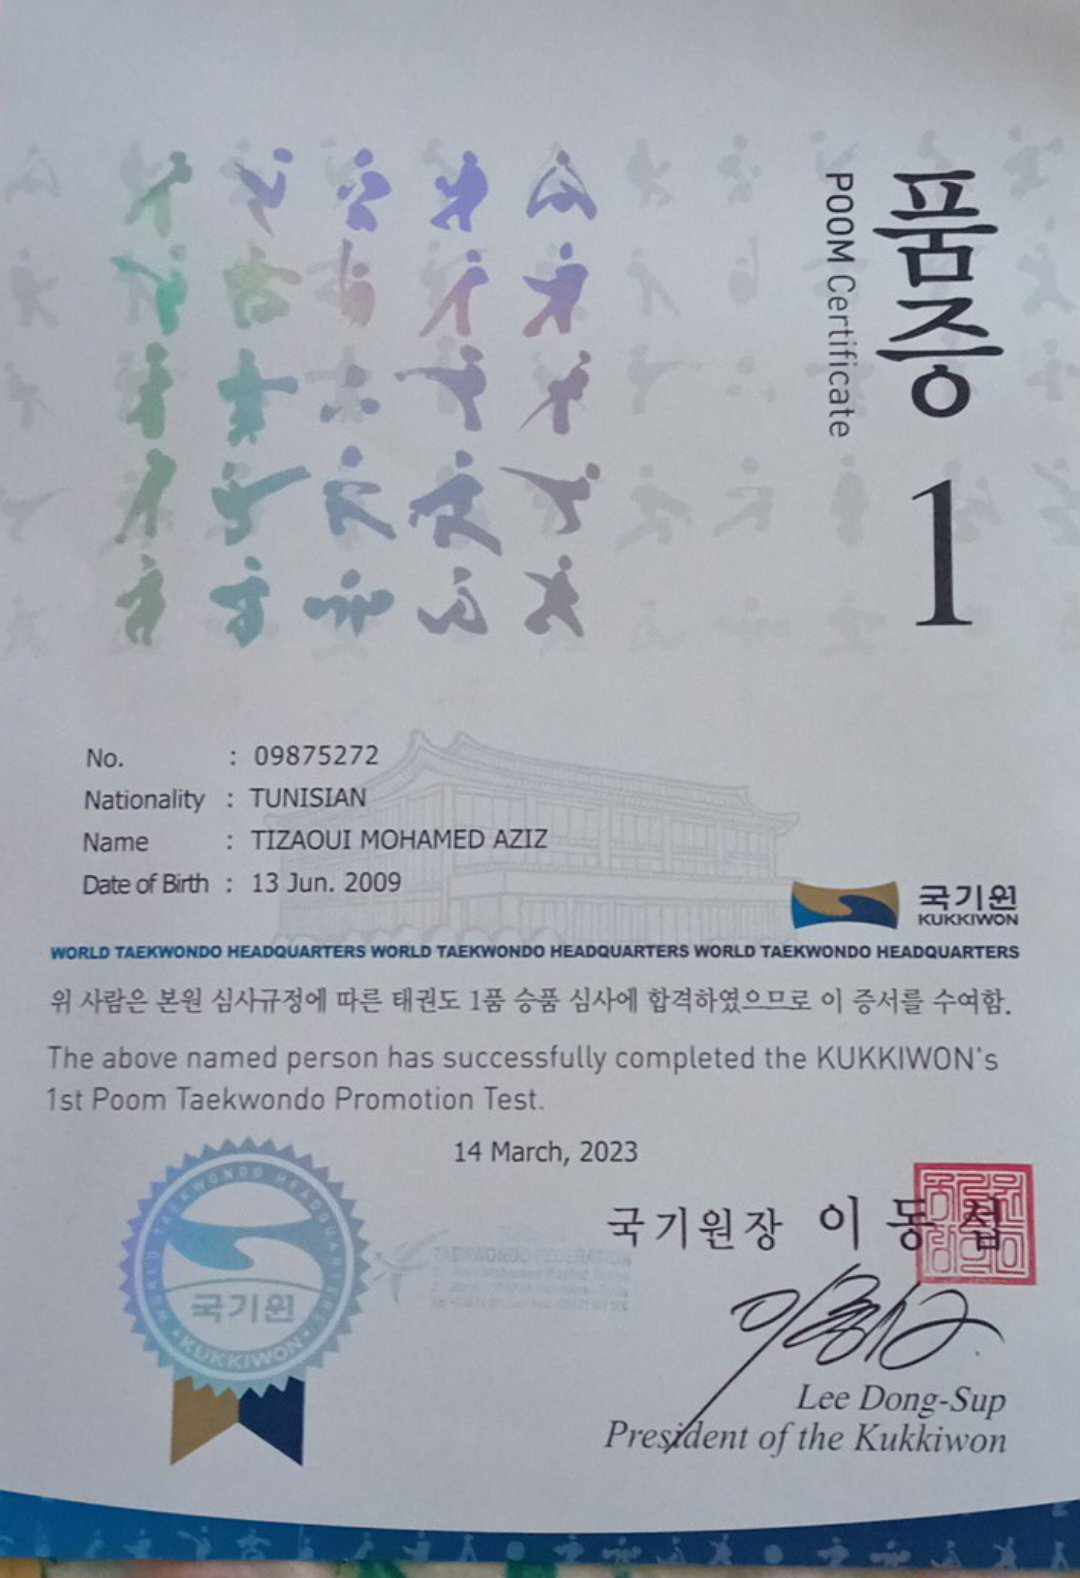 품증
POOM Certificate
1
No. : 09875272
Nationality : TUNISIAN
Name : TIZAOUI MOHAMED AZIZ
Date of Birth : 13 Jun. 2009
국기원
KUKKIWON
WORLD TAEKWONDO HEADQUARTERS WORLD TAEKWONDO HEADQUARTERS WORLD TAEKWONDO HEADQUARTERS
위 사람은 본원 심사규정에 따른 태권도 1품 승품 심사에 합격하였으므로 이 증서를 수여함.
The above named person has successfully completed the KUKKIWON's
1st Poom Taekwondo Promotion Test.
14 March, 2023
WORLD TAEKWONDO HEADQUARTERS
국기원
KUKKIWON
TAEKWONDO FEDERATION
국기원장 이동섭
Lee Dong-Sup
President of the Kukkiwon